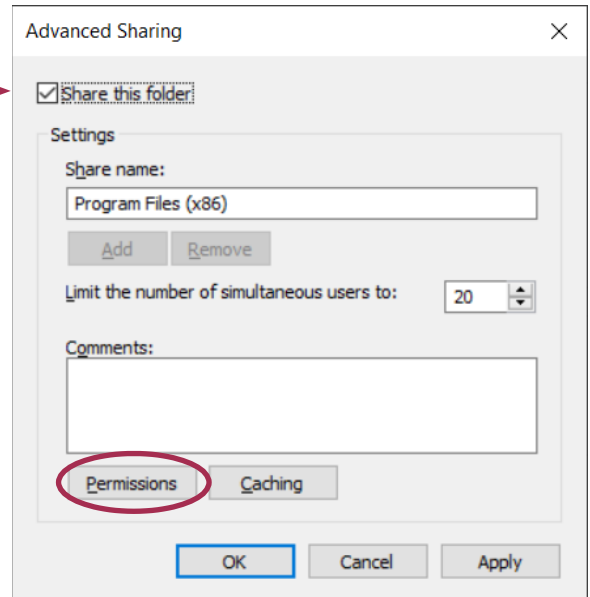 Advanced Sharing
Share this folder
Settings
Share name:
Program Files (x86)
Add Remove
Limit the number of simultaneous users to: 20
Comments:
Permissions Caching
OK Cancel Apply